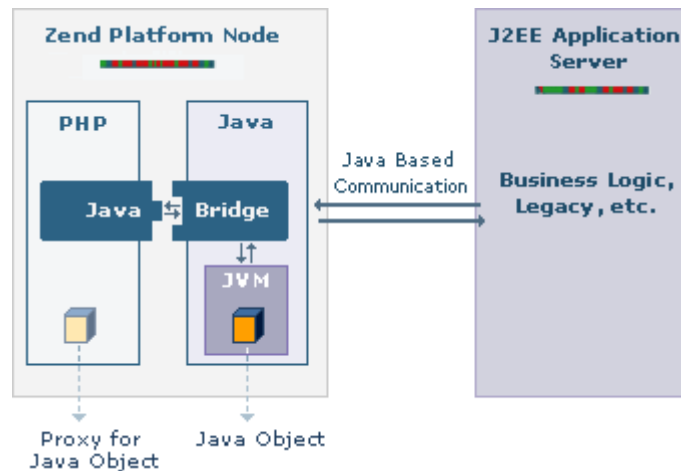 Zend Platform Node
J2EE Application
Server
PHP
Java
Java Based
Communication
Java
Bridge
Business Logic,
Legacy, etc.
JVM
Proxy for
Java Object
Java Object